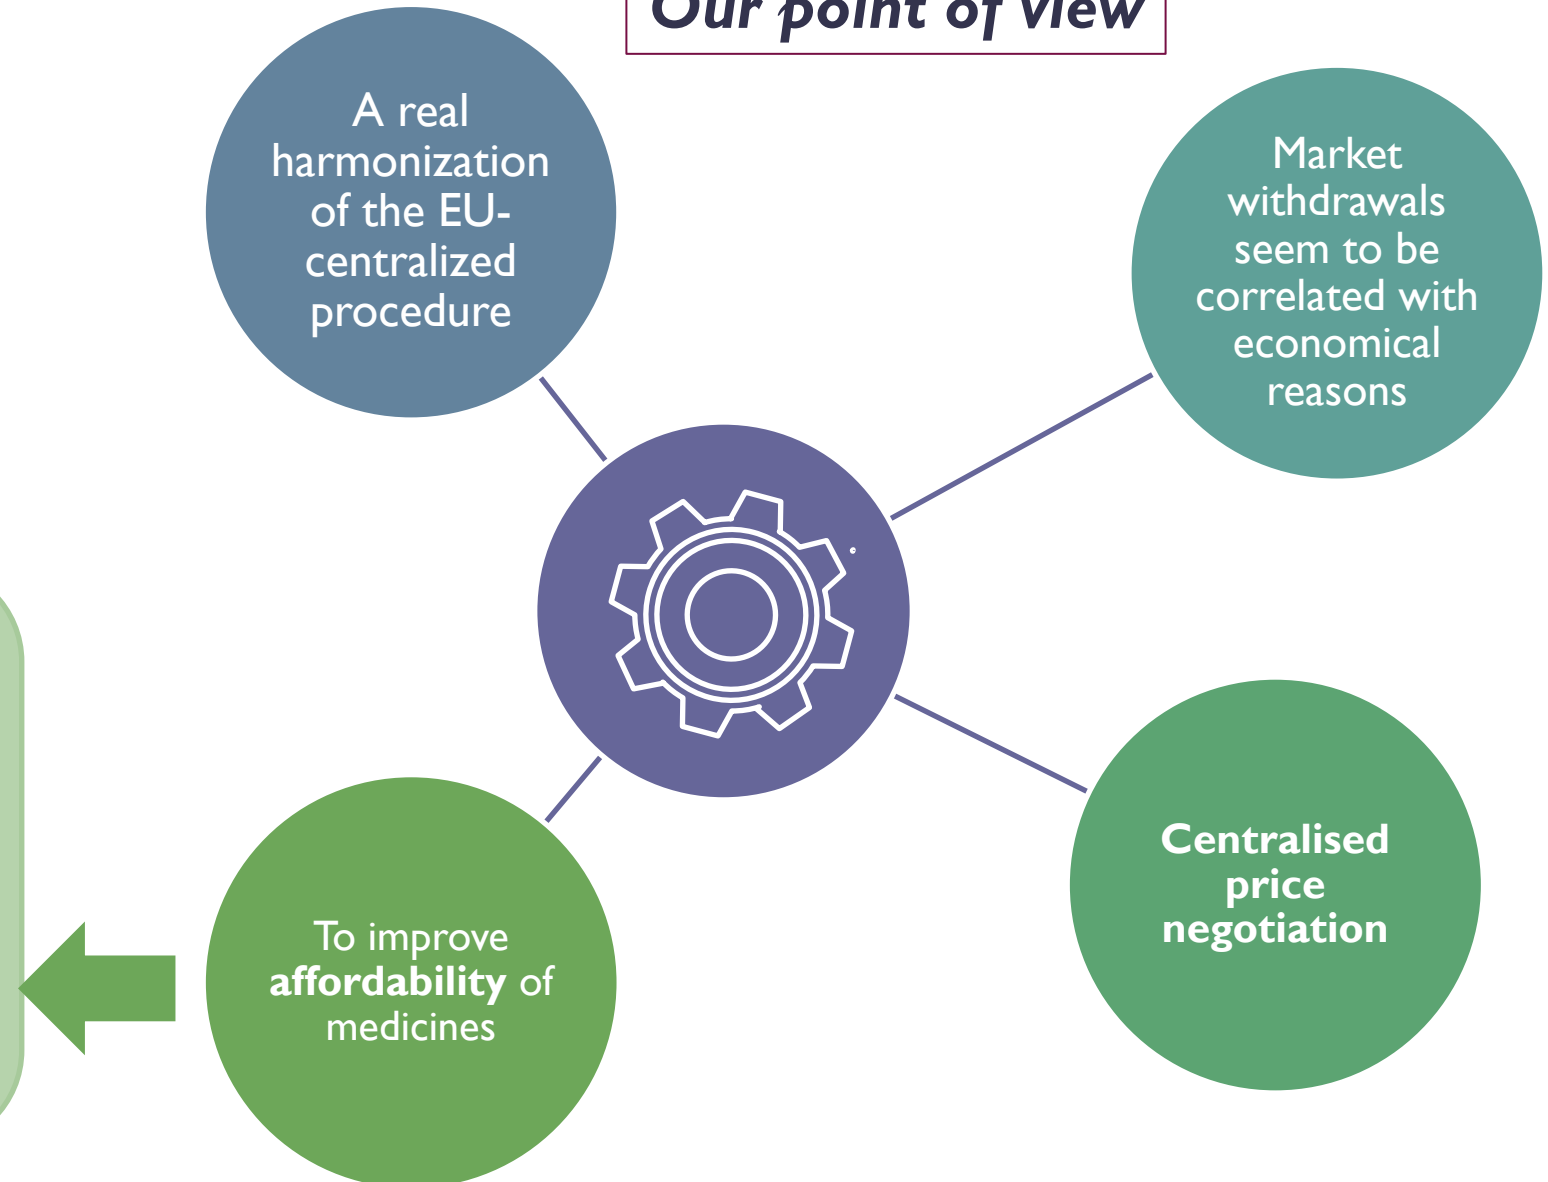 Our point of view
A real
harmonization
of the EU-
centralized
procedure
Market
withdrawals
seem to be
correlated with
economical
reasons
Centralised
price
negotiation
To improve
affordability of
medicines